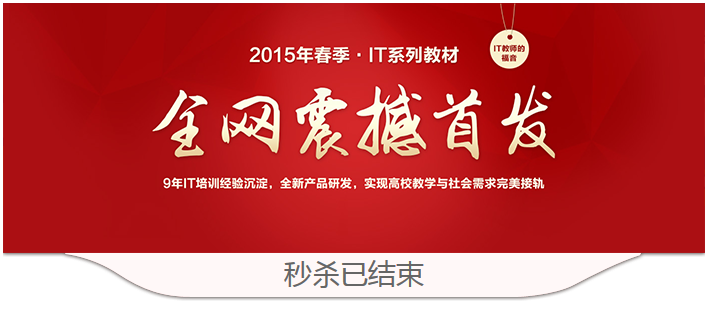 2015年春季·IT系列教材
IT教师的
福音
全网震撼首发
9年IT培训经验沉淀，全新产品研发，实现高校教学与社会需求完美接轨
秒杀已结束